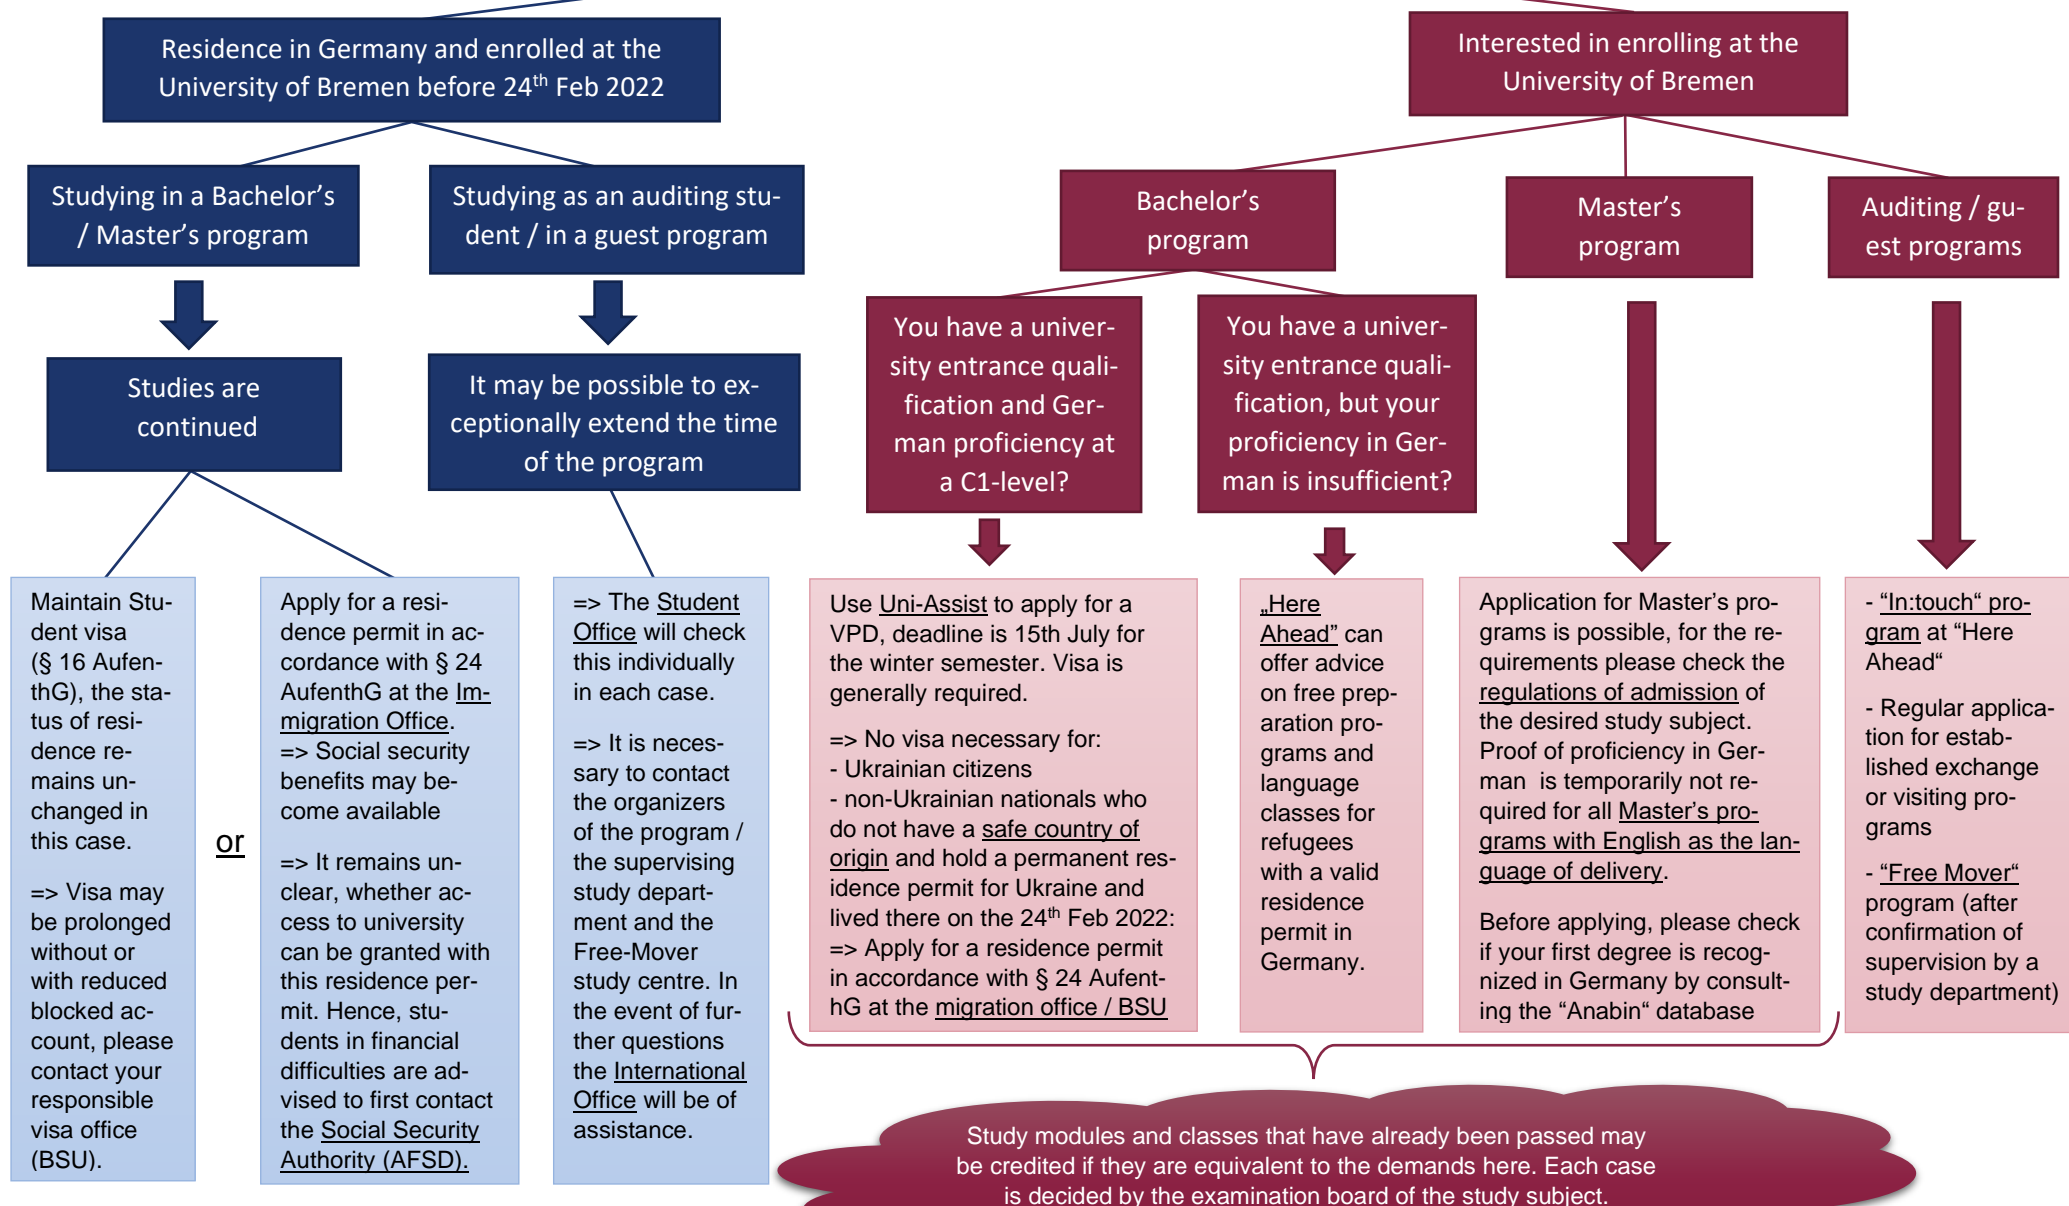 Residence in Germany and enrolled at the
University of Bremen before 24th Feb 2022
Studying in a Bachelor's
/ Master's program
Studying as an auditing stu-
dent / in a guest program
Studies are
continued
It may be possible to ex-
ceptionally extend the time
of the program
Maintain Stu-
dent visa
(§ 16 Aufen-
thG), the sta-
tus of resi-
dence re-
mains un-
changed in
this case.
=> Visa may
be prolonged
without or
with reduced
blocked ac-
count, please
contact your
responsible
visa office
(BSU).
or
Apply for a resi-
dence permit in ac-
cordance with § 24
AufenthG at the Im-
migration Office.
=> Social security
benefits may be-
come available
=> It remains un-
clear, whether ac-
cess to university
can be granted with
this residence per-
mit. Hence, stu-
dents in financial
difficulties are ad-
vised to first contact
the Social Security
Authority (AFSD).
=> The Student
Office will check
this individually
in each case.
=> It is neces-
sary to contact
the organizers
of the program /
the supervising
study depart-
ment and the
Free-Mover
study centre. In
the event of fur-
ther questions
the International
Office will be of
assistance.
Interested in enrolling at the
University of Bremen
Bachelor's
program
Master's
program
Auditing / gu-
est programs
You have a univer-
sity entrance quali-
fication and Ger-
man proficiency at
a C1-level?
You have a univer-
sity entrance quali-
fication, but your
proficiency in Ger-
man is insufficient?
Use Uni-Assist to apply for a
VPD, deadline is 15th July for
the winter semester. Visa is
generally required.
=> No visa necessary for:
- Ukrainian citizens
- non-Ukrainian nationals who
do not have a safe country of
origin and hold a permanent res-
idence permit for Ukraine and
lived there on the 24th Feb 2022:
=> Apply for a residence permit
in accordance with § 24 Aufent-
hG at the migration office / BSU
„Here
Ahead” can
offer advice
on free prep-
aration pro-
grams and
language
classes for
refugees
with a valid
residence
permit in
Germany.
Application for Master's pro-
grams is possible, for the re-
quirements please check the
regulations of admission of
the desired study subject.
Proof of proficiency in Ger-
man  is temporarily not re-
quired for all Master's pro-
grams with English as the lan-
guage of delivery.
Before applying, please check
if your first degree is recog-
nized in Germany by consult-
ing the “Anabin“ database
- “In:touch“ pro-
gram at “Here
Ahead“
- Regular applica-
tion for estab-
lished exchange
or visiting pro-
grams
- “Free Mover“
program (after
confirmation of
supervision by a
study department)
Study modules and classes that have already been passed may
be credited if they are equivalent to the demands here. Each case
is decided by the examination board of the study subject.